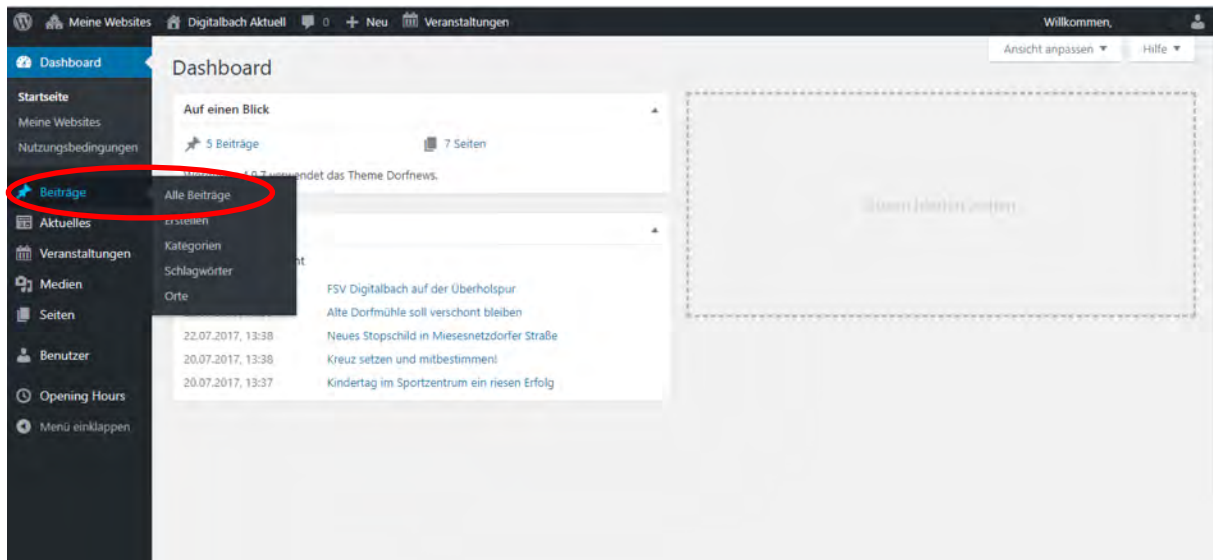 Meine Websites Digitalbach Aktuell 0 Neu Veranstaltungen Willkommen,
Ansicht anpassen Hilfe
Dashboard
Startseite
Meine Websites
Nutzungsbedingungen
Beiträge
Aktuelles
Veranstaltungen
Medien
Seiten
Benutzer
Opening Hours
Menü einklappen
Alle Beiträge
Erstellen
Kategorien
Schlagwörter
Orte
Dashboard
Auf einen Blick
5 Beiträge 7 Seiten
verwendet das Theme Dorfnews.
FSV Digitalbach auf der Überholspur
Alte Dorfmühle soll verschont bleiben
22.07.2017, 13:38 Neues Stopschild in Miesesnetzdorfer Straße
20.07.2017, 13:38 Kreuz setzen und mitbestimmen!
20.07.2017, 13:37 Kindertag im Sportzentrum ein riesen Erfolg